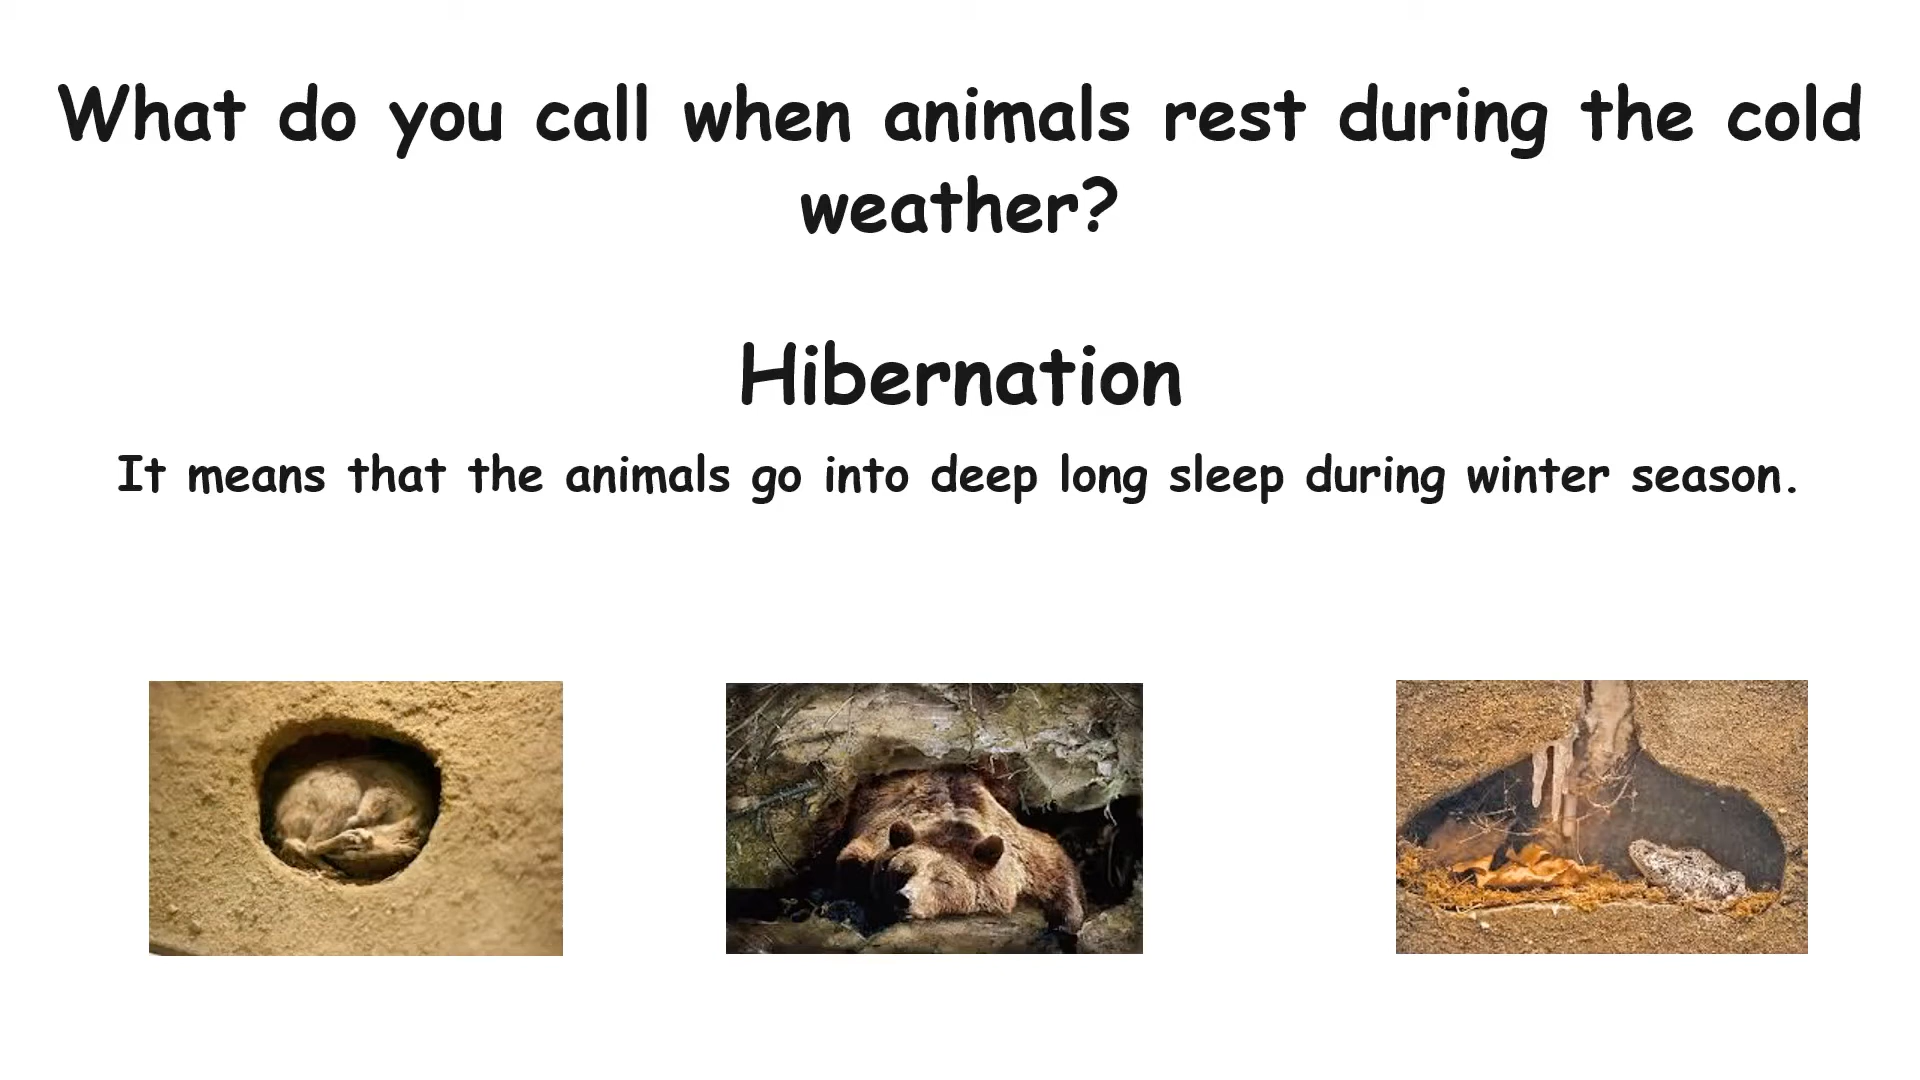 What do you call when animals rest during the cold
weather?
Hibernation
It means that the animals go into deep long sleep during winter season.